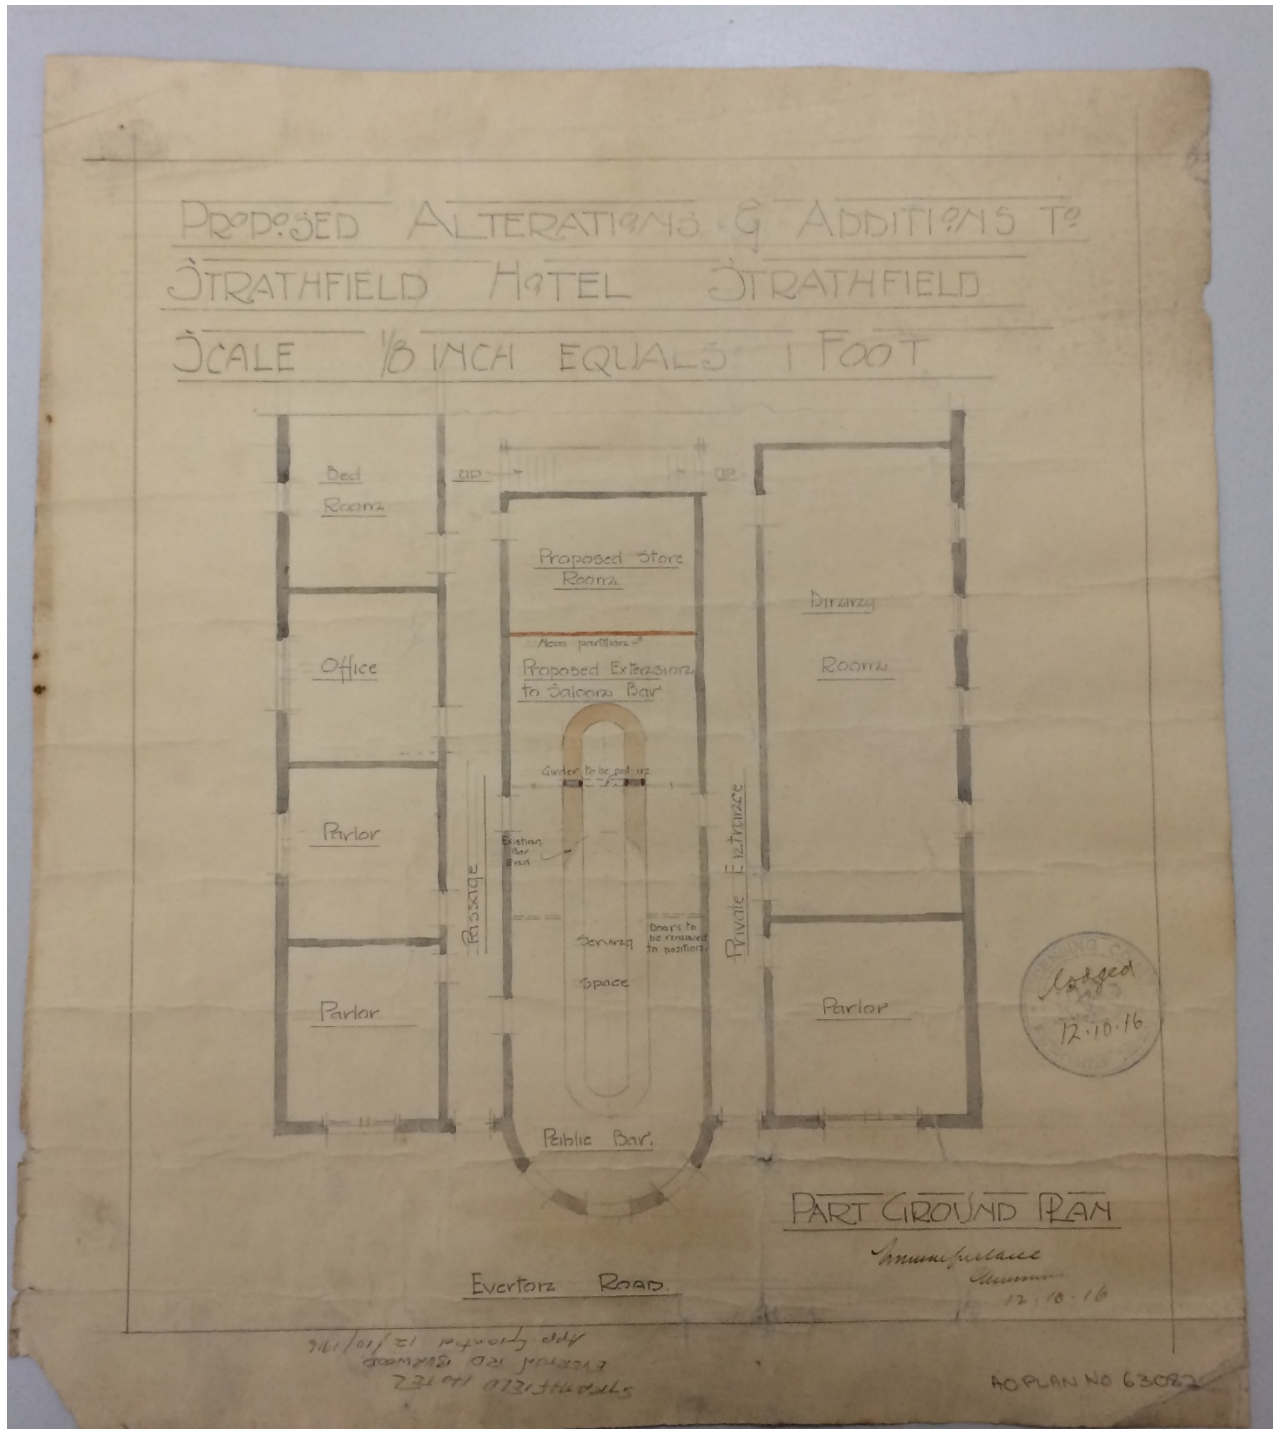 PROPOSED ALTERATIONS & ADDITIONS TO
STRATHFIELD HOTEL STRATHFIELD
SCALE 1/8 INCH EQUALS 1 FOOT
Bed
Room
UP
UP
Proposed Store
Room
New partition
Proposed Extension
to Saloon Bar
Dining
Room
Office
Girder to be put in
Parlor
Existing
Bar
End
Passage
Private Entrance
Serving
Space
Doors to
be removed
to position.
Parlor
Parlor
lodged
12.10.16
Public Bar.
PART GROUND PLAN
12.10.16
Everton ROAD.
STRATHFIELD HOTEL
EVERTON RD BURWOOD
App Granted 12/10/1916
AO PLAN NO 63082